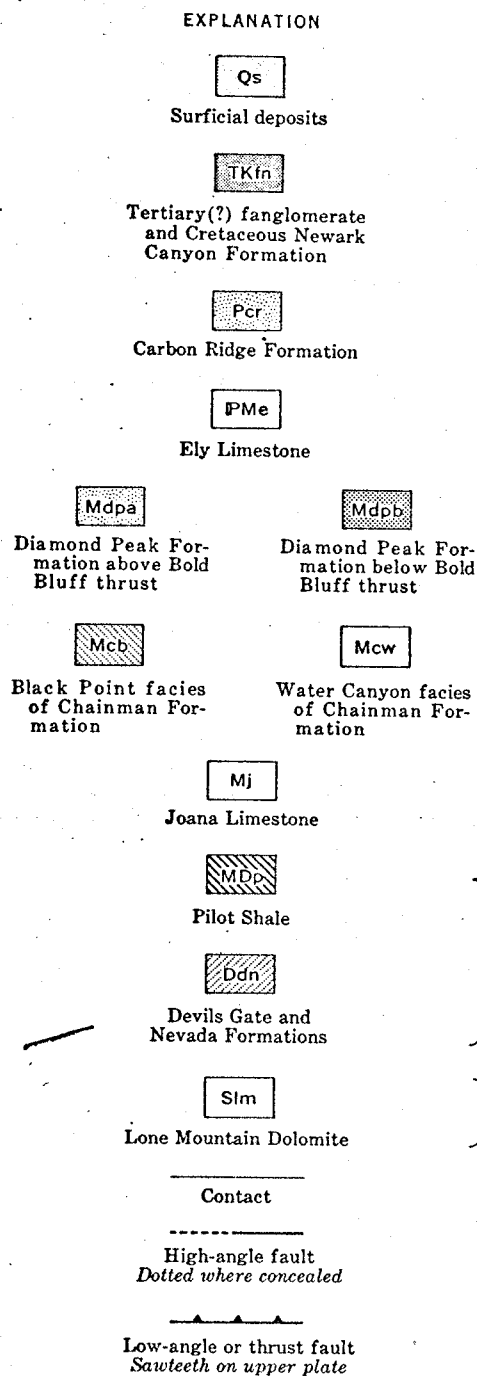 EXPLANATION
Qs
Surficial deposits
TKfn
Tertiary(?) fanglomerate
and Cretaceous Newark
Canyon Formation
Pcr
Carbon Ridge Formation
PMe
Ely Limestone
Mdpa
Diamond Peak For-
mation above Bold
Bluff thrust
Mdpb
Diamond Peak For-
mation below Bold
Bluff thrust
Mcb
Black Point facies
of Chainman For-
mation
Mcw
Water Canyon facies
of Chainman For-
mation
Mj
Joana Limestone
MDp
Pilot Shale
Ddn
Devils Gate and
Nevada Formations
Slm
Lone Mountain Dolomite
Contact
High-angle fault
Dotted where concealed
Low-angle or thrust fault
Sawteeth on upper plate